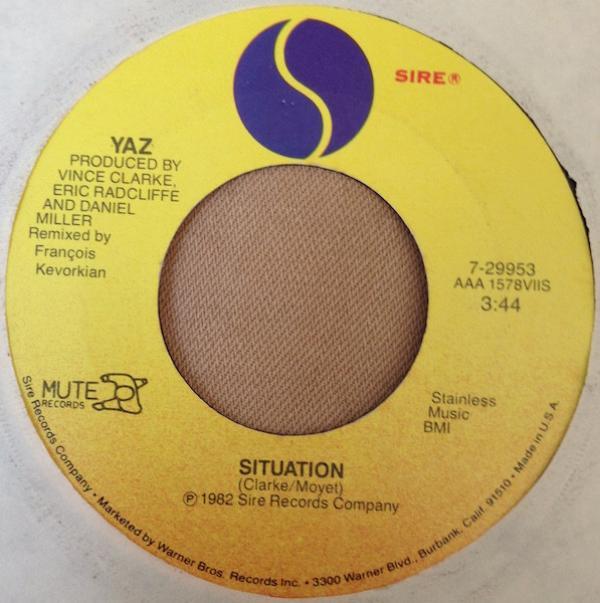 SIRE®
YAZ
PRODUCED BY
VINCE CLARKE,
ERIC RADCLIFFE
AND DANIEL
MILLER
Remixed by
François
Kevorkian
7-29953
AAA 1578VIIS
3:44
MUTE
RECORDS
Stainless
Music
BMI
SITUATION
(Clarke/Moyet)
℗ 1982 Sire Records Company
Sire Records Company • Marketed by Warner Bros. Records Inc. • 3300 Warner Blvd., Burbank, Calif. 91510 • Made in U.S.A.